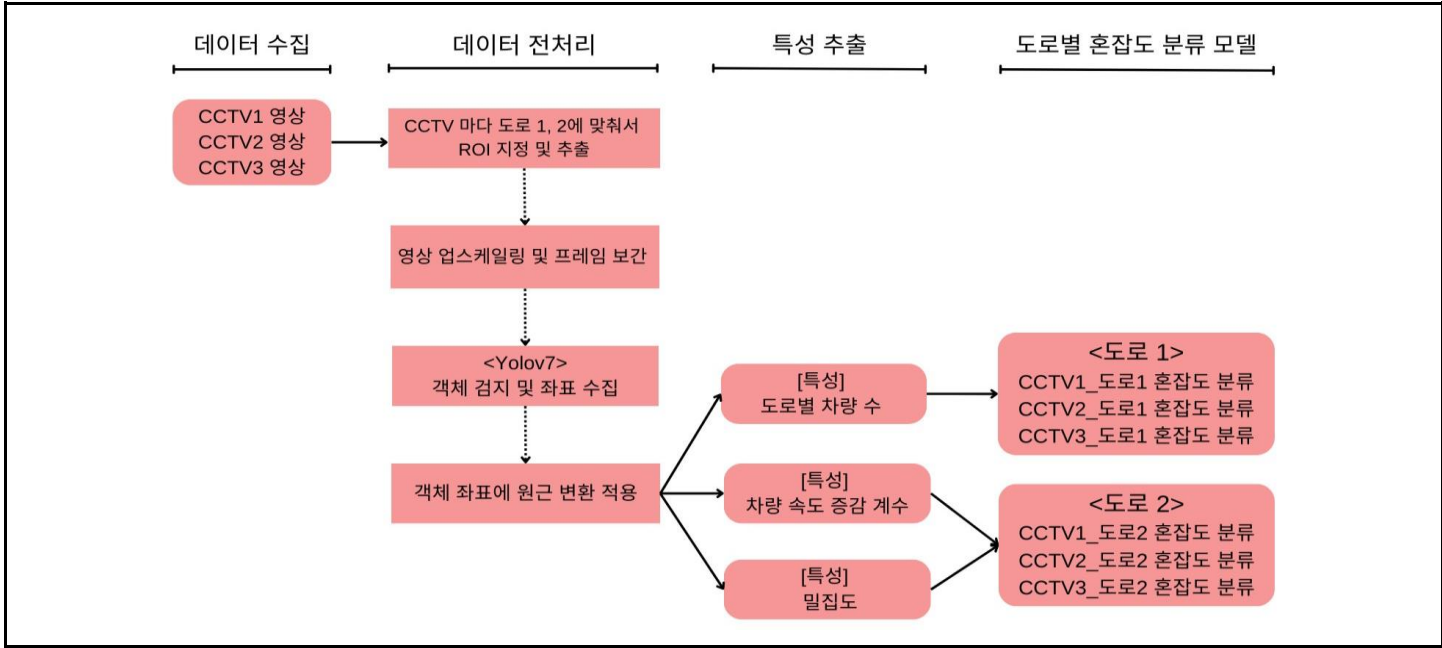 데이터 수집
데이터 전처리
특성 추출
도로별 혼잡도 분류 모델
CCTV1 영상
CCTV2 영상
CCTV3 영상
CCTV 마다 도로 1, 2에 맞춰서
ROI 지정 및 추출
영상 업스케일링 및 프레임 보간
<Yolov7>
객체 검지 및 좌표 수집
객체 좌표에 원근 변환 적용
[특성]
도로별 차량 수
[특성]
차량 속도 증감 계수
[특성]
밀집도
<도로 1>
CCTV1_도로1 혼잡도 분류
CCTV2_도로1 혼잡도 분류
CCTV3_도로1 혼잡도 분류
<도로 2>
CCTV1_도로2 혼잡도 분류
CCTV2_도로2 혼잡도 분류
CCTV3_도로2 혼잡도 분류